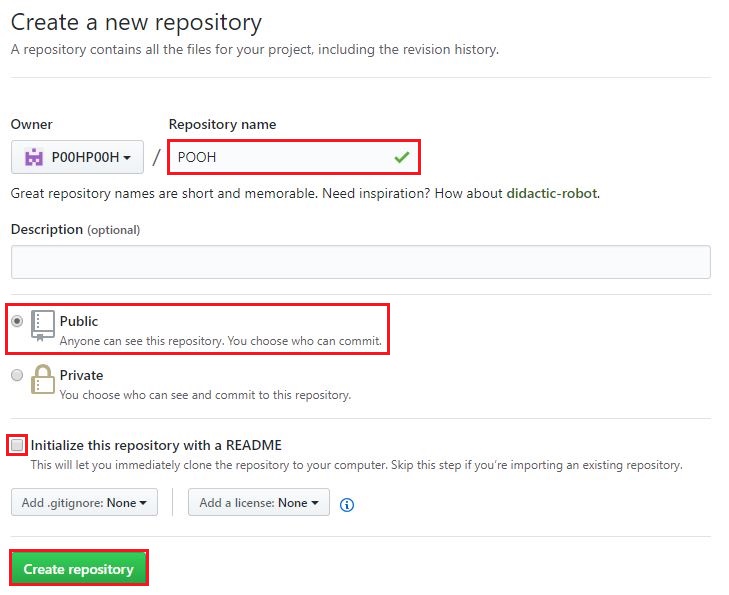 Create a new repository
A repository contains all the files for your project, including the revision history.
Owner
Repository name
P00HP00H / POOH
Great repository names are short and memorable. Need inspiration? How about didactic-robot.
Description (optional)
Public
Anyone can see this repository. You choose who can commit.
Private
You choose who can see and commit to this repository.
Initialize this repository with a README
This will let you immediately clone the repository to your computer. Skip this step if you’re importing an existing repository.
Add .gitignore: None
Add a license: None
Create repository